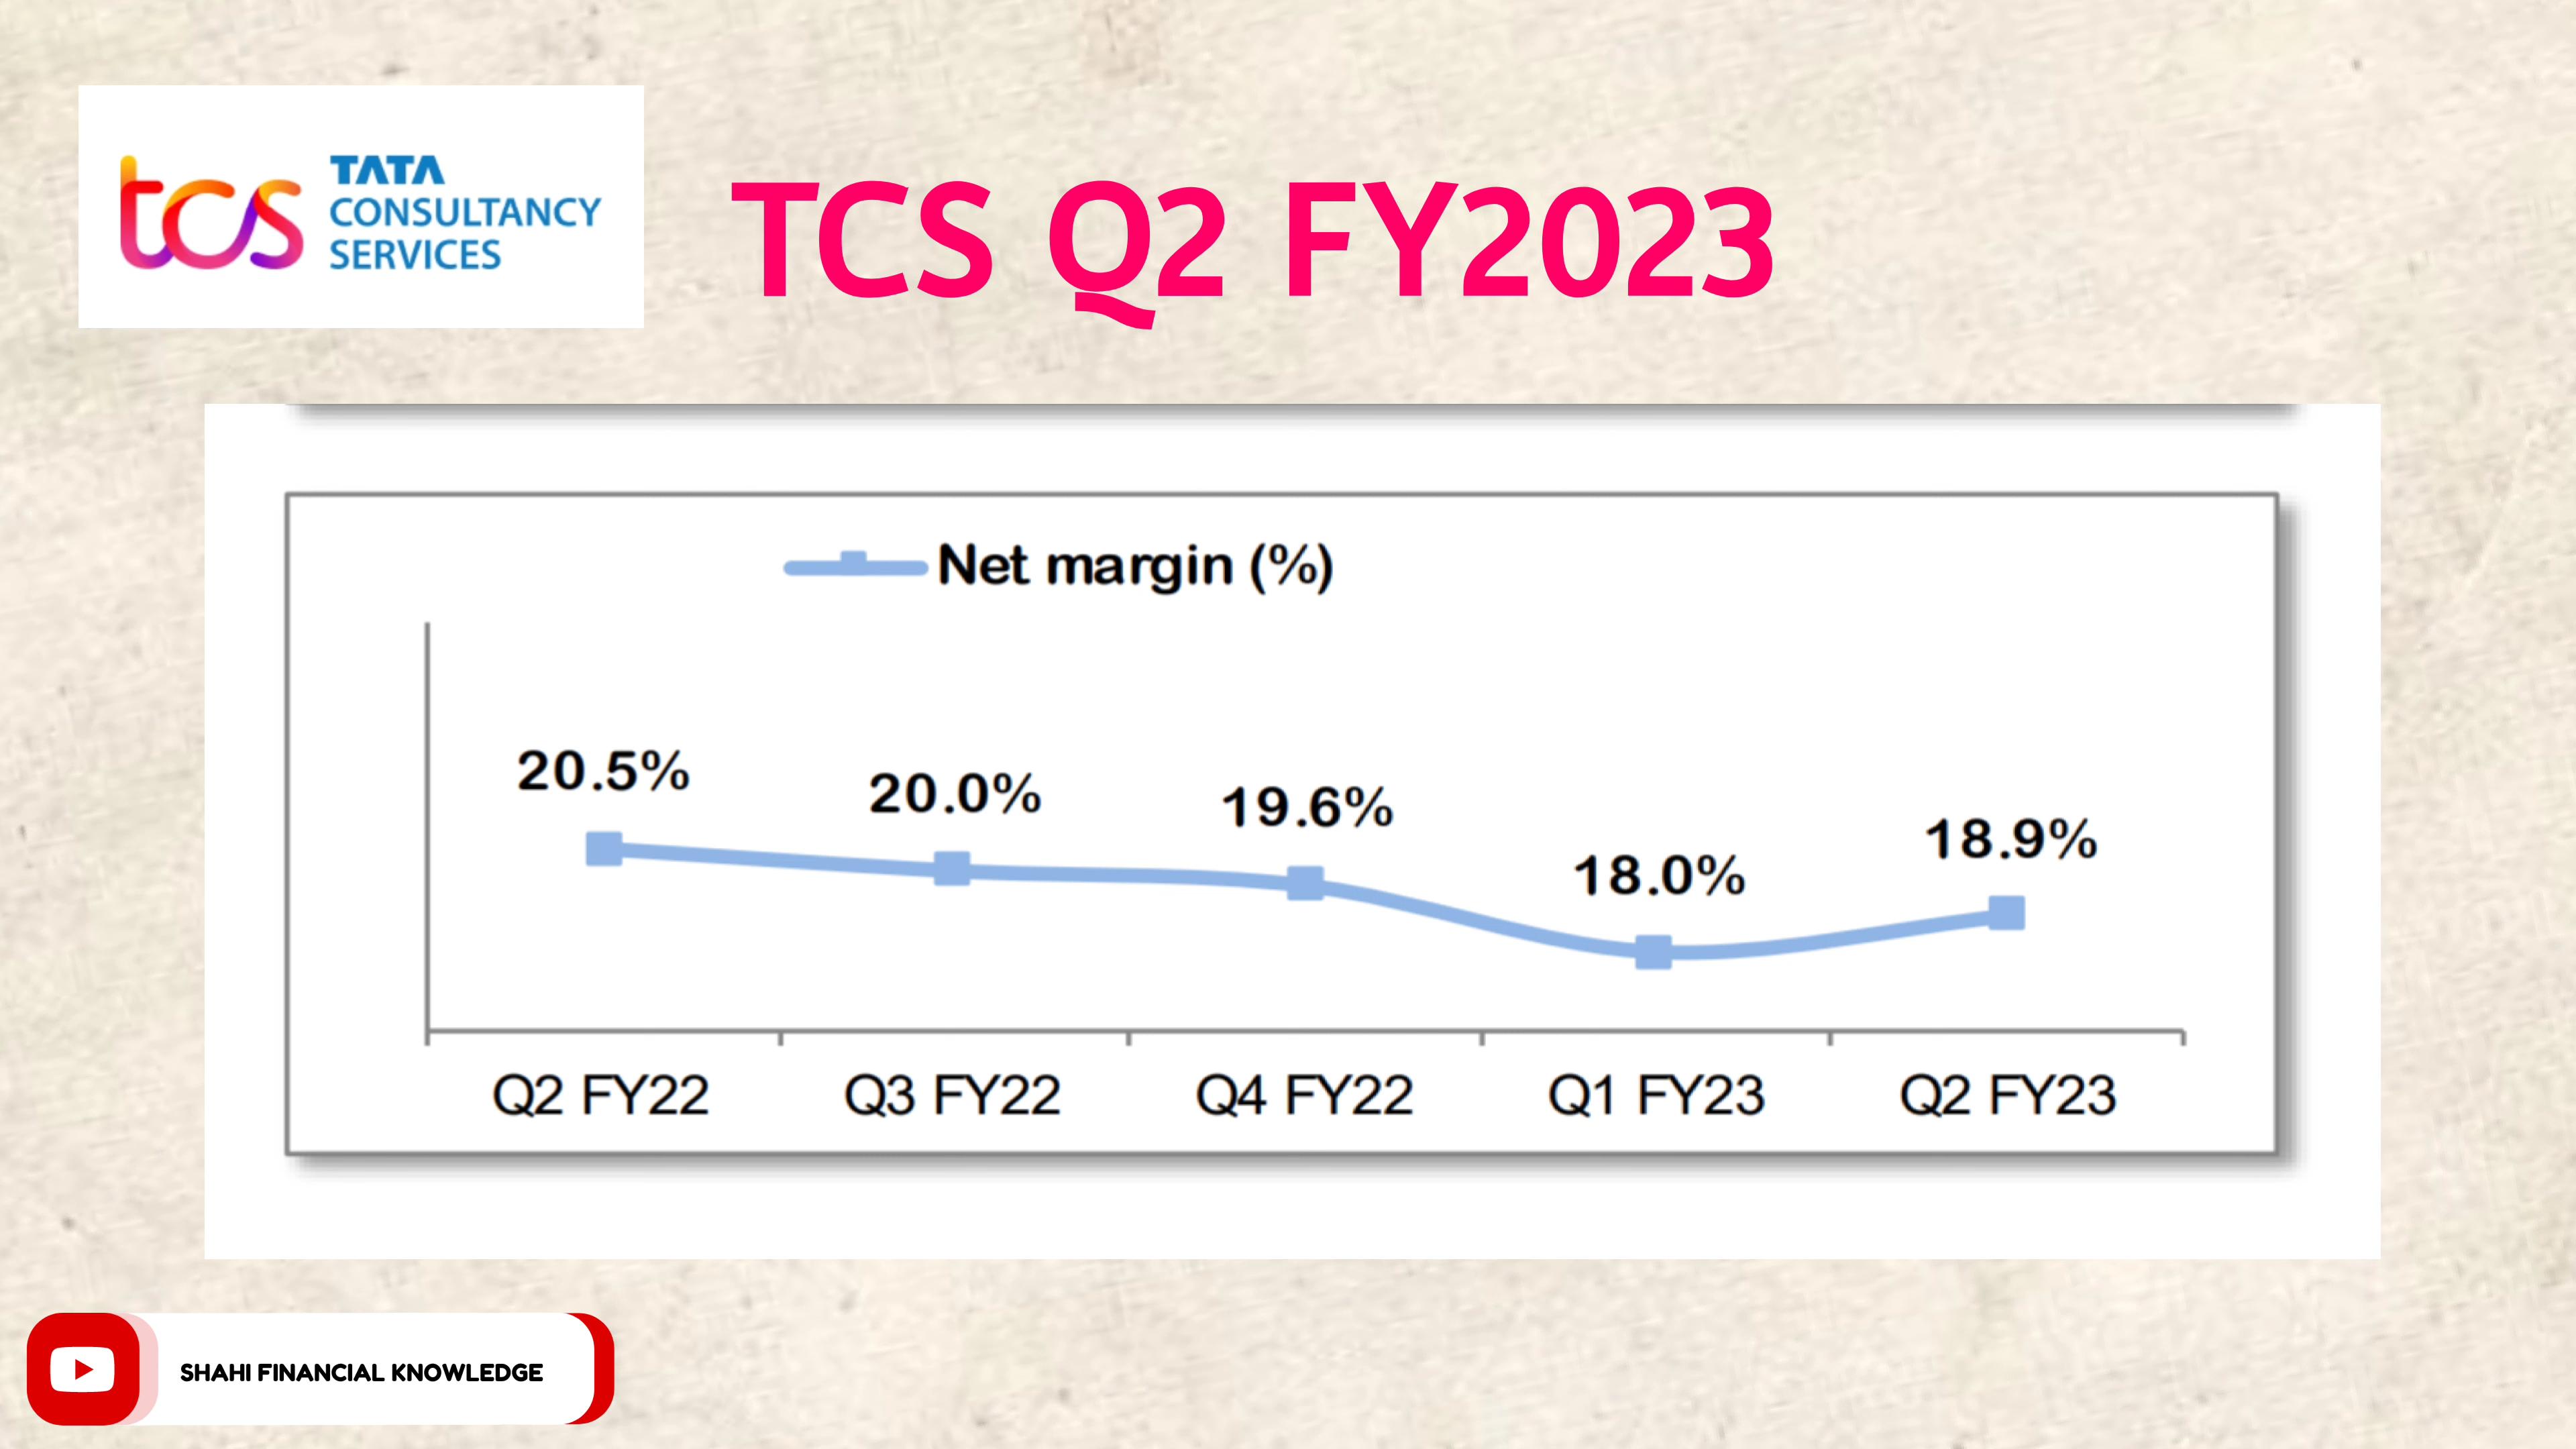 tcs TATA
CONSULTANCY
SERVICES
TCS Q2 FY2023
Net margin (%)
20.5%
20.0%
19.6%
18.0%
18.9%
Q2 FY22
Q3 FY22
Q4 FY22
Q1 FY23
Q2 FY23
SHAHI FINANCIAL KNOWLEDGE